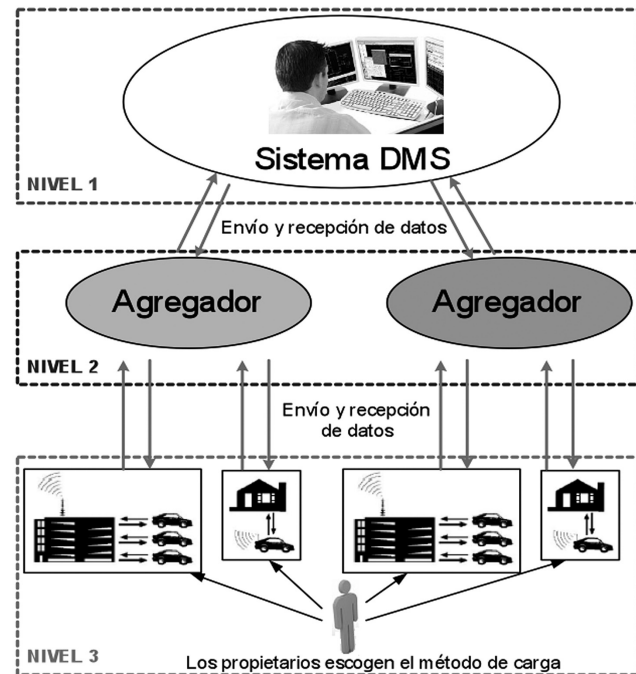 Sistema DMS
NIVEL 1
Envío y recepción de datos
Agregador
Agregador
NIVEL 2
Envío y recepción
de datos
NIVEL 3
Los propietarios escogen el método de carga